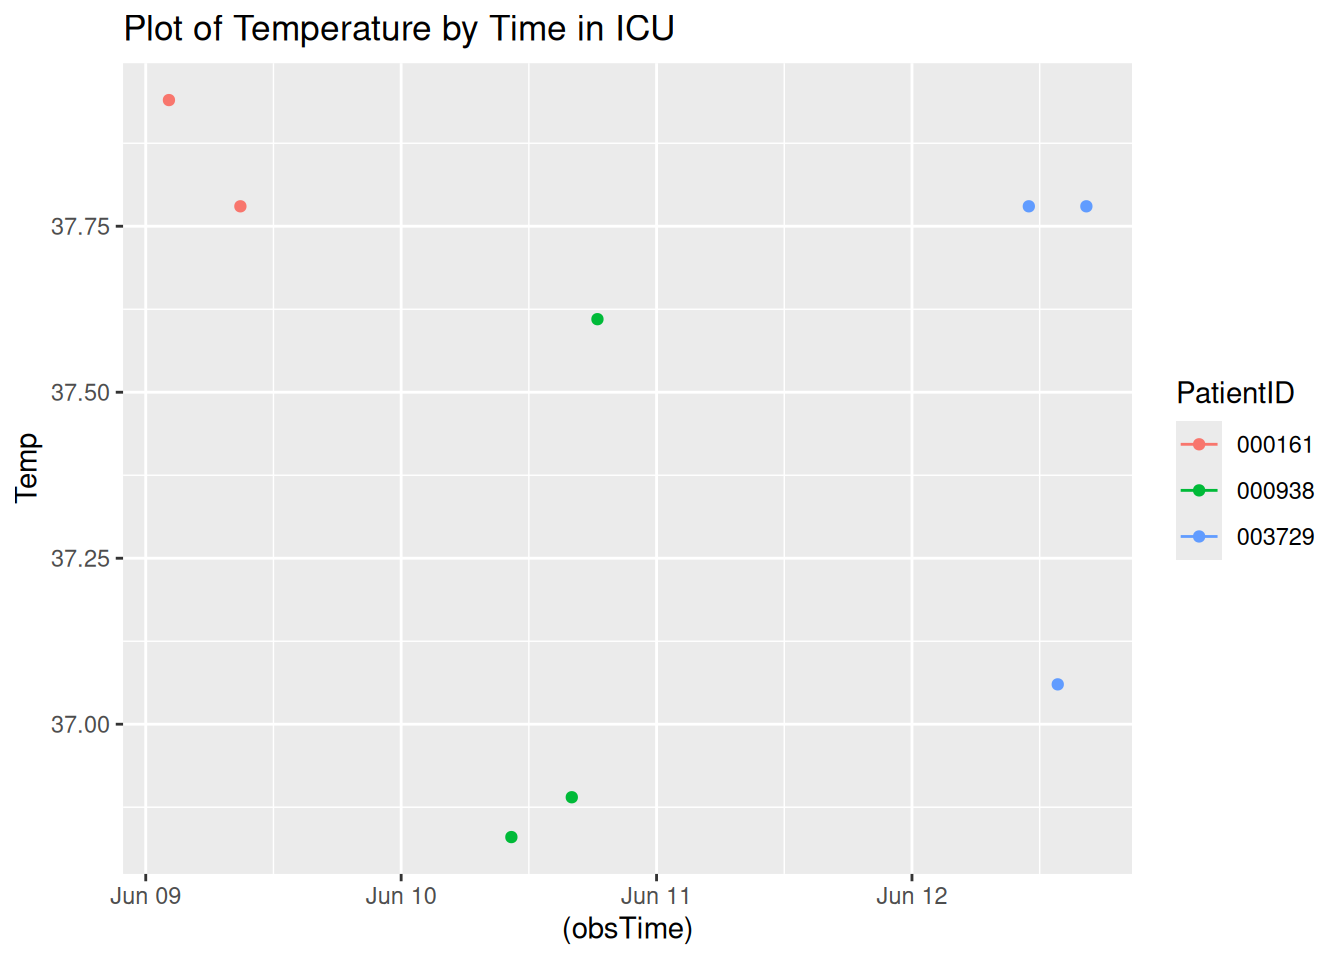 Plot of Temperature by Time in ICU
37.75
37.50
37.25
37.00
Temp
Jun 09
Jun 10
Jun 11
Jun 12
(obsTime)
PatientID
000161
000938
003729